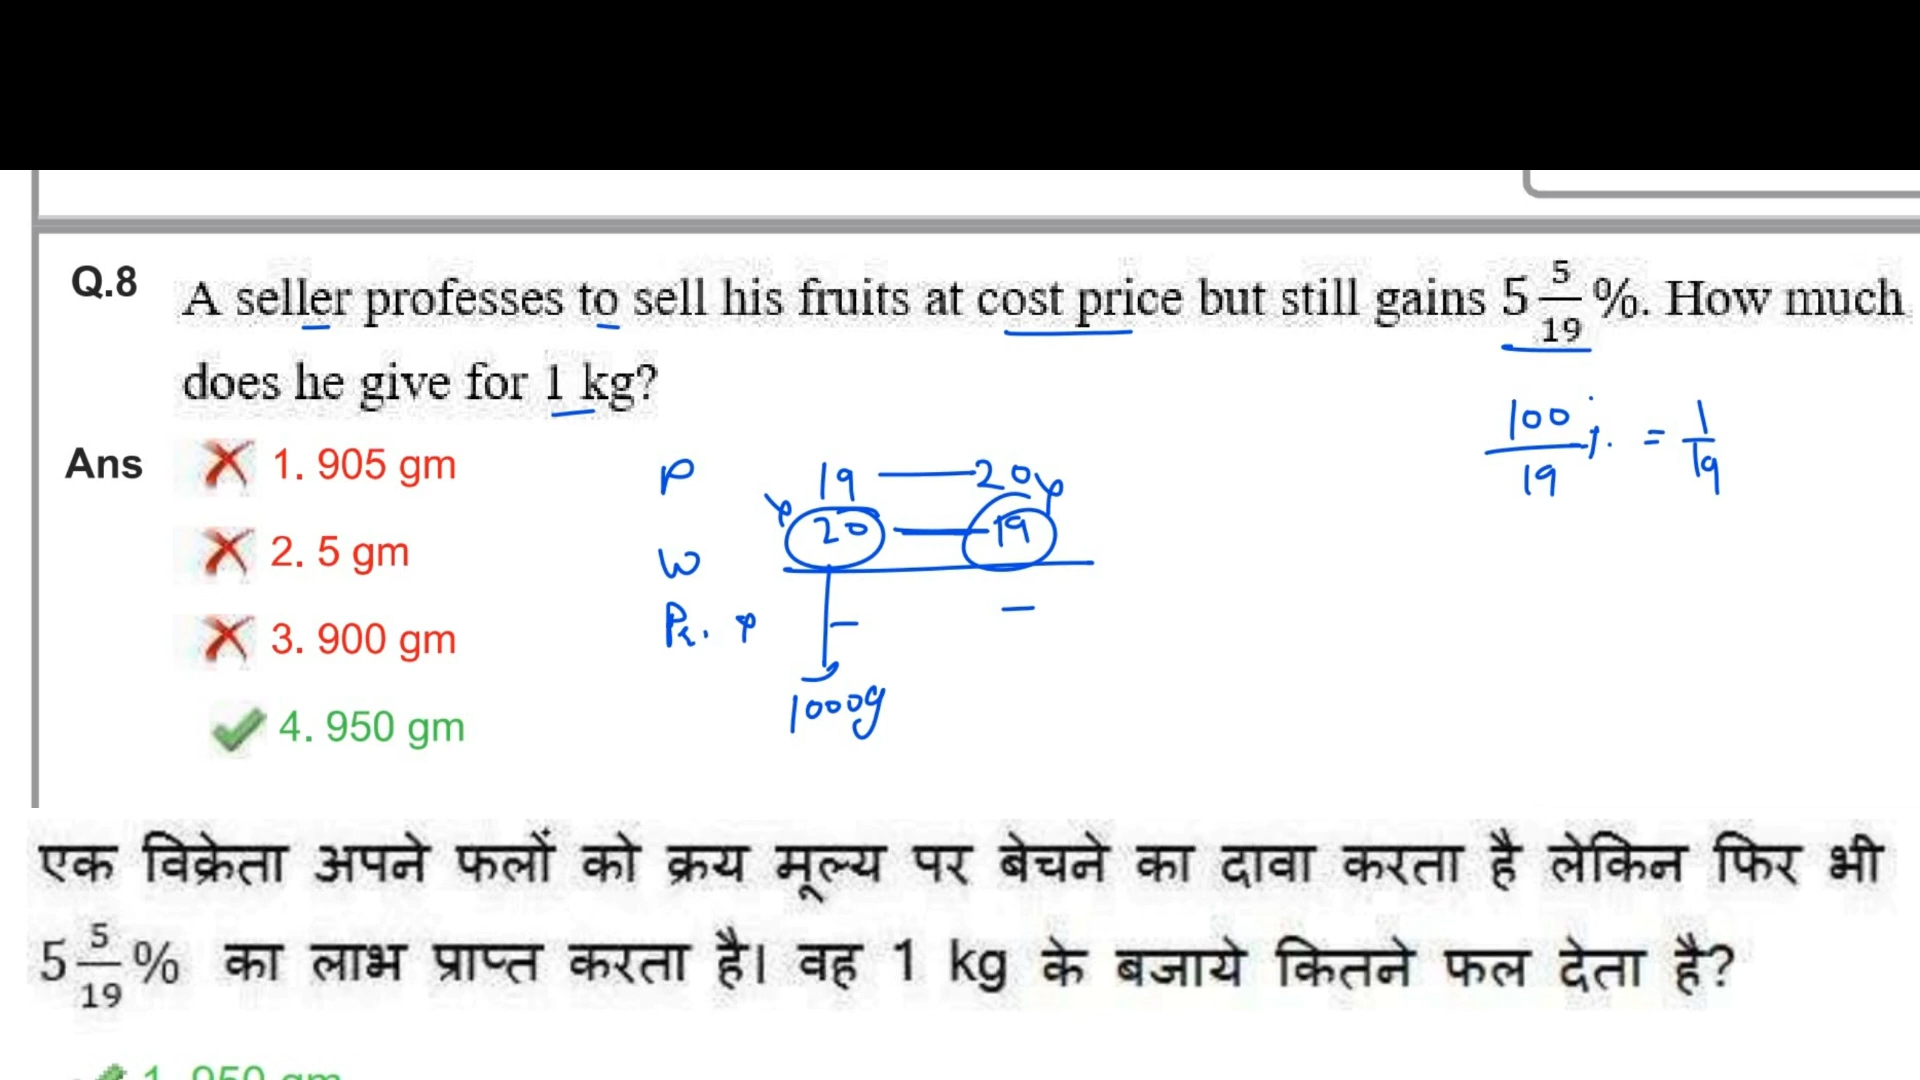 Q.8 A seller professes to sell his fruits at cost price but still gains 5 5/19 %. How much
does he give for 1 kg?
100/19 % = 1/19
Ans 1. 905 gm
2. 5 gm
3. 900 gm
4. 950 gm
P 19 — 20
W 20 — 19
1000g
एक विक्रेता अपने फलों को क्रय मूल्य पर बेचने का दावा करता है लेकिन फिर भी
5 5/19 % का लाभ प्राप्त करता है। वह 1 kg के बजाये कितने फल देता है?
1. 950 gm